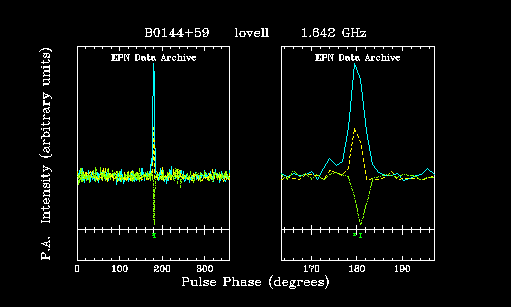 B0144+59 lovell 1.642 GHz
EPN Data Archive EPN Data Archive
P.A. Intensity (arbitrary units)
0 100 200 300 170 180 190
Pulse Phase (degrees)